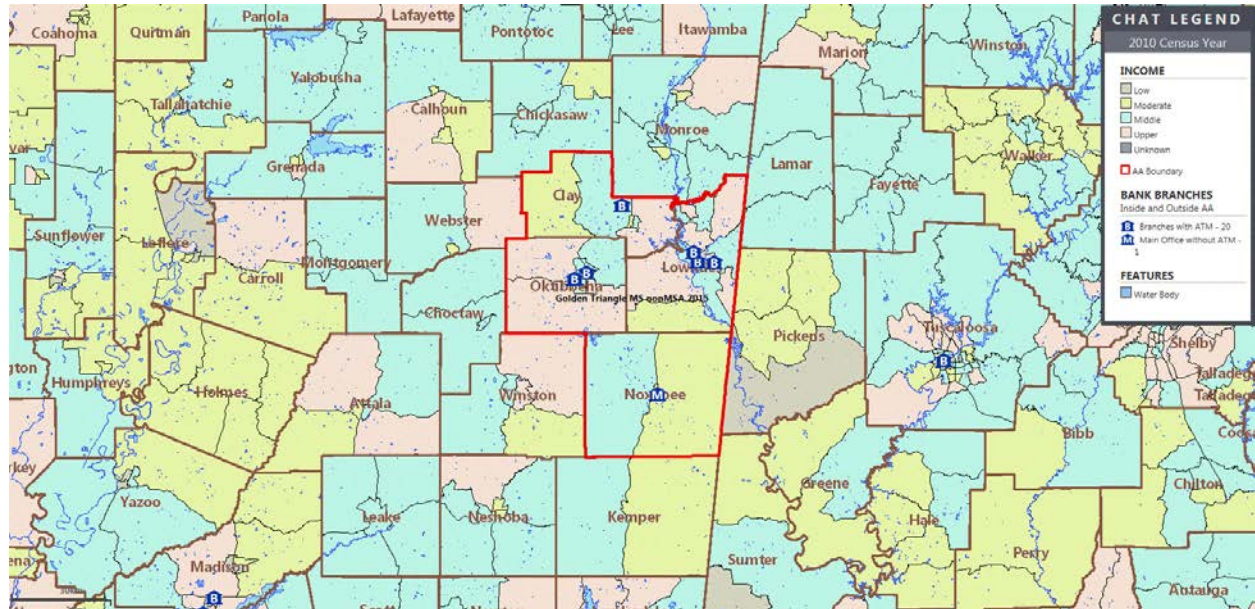 Coahoma
Quitman
Panola
Lafayette
Pontotoc
Lee
Itawamba
Marion
Winston
Yalobusha
Tallahatchie
Calhoun
Chickasaw
Monroe
Grenada
Lamar
Fayette
Walker
Clay
Webster
Sunflower
Leflore
Carroll
Montgomery
Oktibbeha
Lowndes
Golden Triangle MS nonMSA 2015
Choctaw
Pickens
Tuscaloosa
Shelby
Talladega
Humphreys
Holmes
Attala
Winston
Noxubee
Bibb
Yazoo
Leake
Neshoba
Kemper
Greene
Hale
Chilton
Perry
Sumter
Madison
Autauga
CHAT LEGEND
2010 Census Year
INCOME
Low
Moderate
Middle
Upper
Unknown
AA Boundary
BANK BRANCHES
Inside and Outside AA
B Branches with ATM - 20
M Main Office without ATM -
1
FEATURES
Water Body